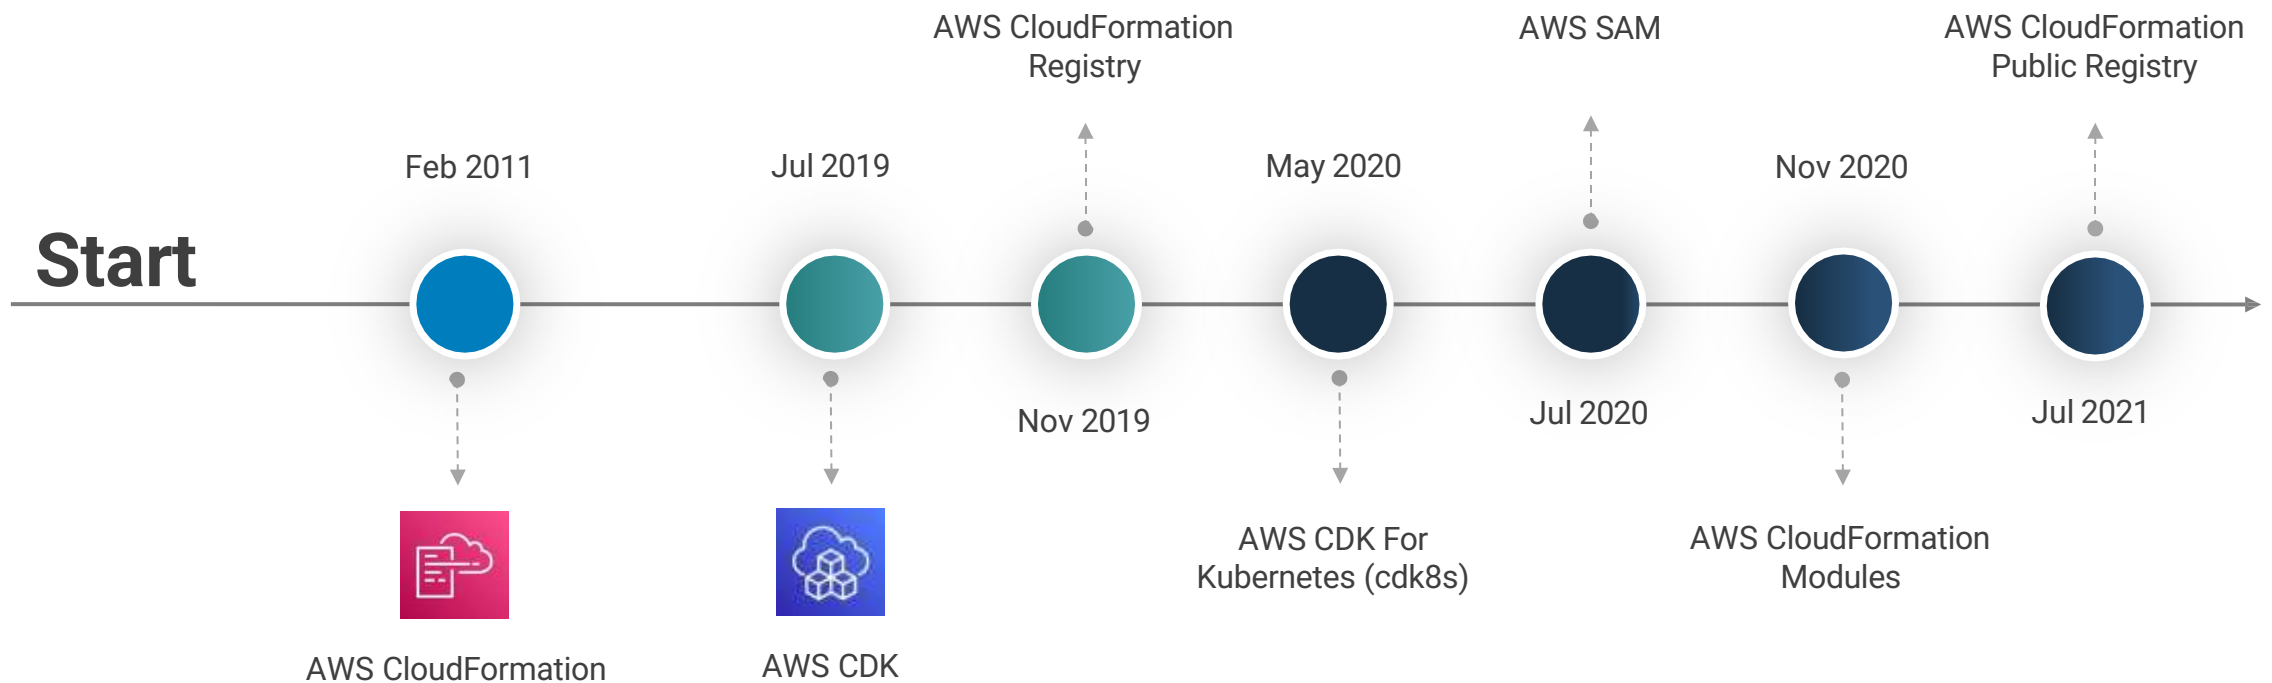 Start
Feb 2011
AWS CloudFormation
Jul 2019
AWS CDK
AWS CloudFormation
Registry
Nov 2019
May 2020
AWS CDK For
Kubernetes (cdk8s)
AWS SAM
Jul 2020
Nov 2020
AWS CloudFormation
Modules
AWS CloudFormation
Public Registry
Jul 2021